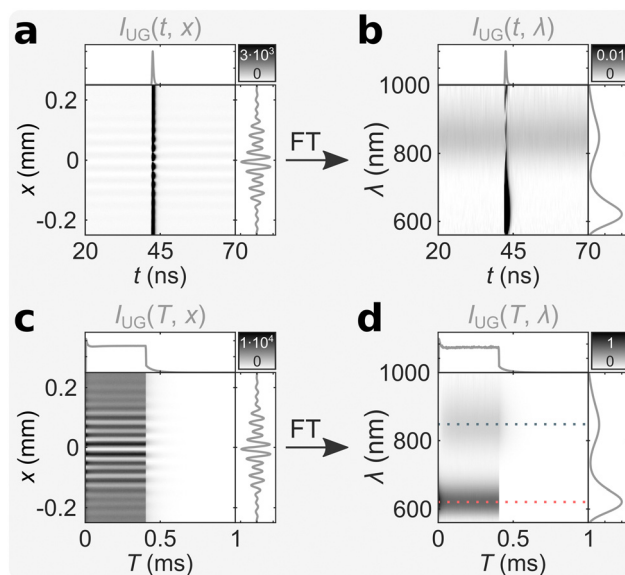 a
I_UG(t, x)
3·10³
0
0.2
0
-0.2
x (mm)
20 45 70
t (ns)
FT
b
I_UG(t, λ)
0.01
0
1000
800
600
λ (nm)
20 45 70
t (ns)
c
I_UG(T, x)
1·10⁴
0
0.2
0
-0.2
x (mm)
0 0.5 1
T (ms)
FT
d
I_UG(T, λ)
1
0
1000
800
600
λ (nm)
0 0.5 1
T (ms)